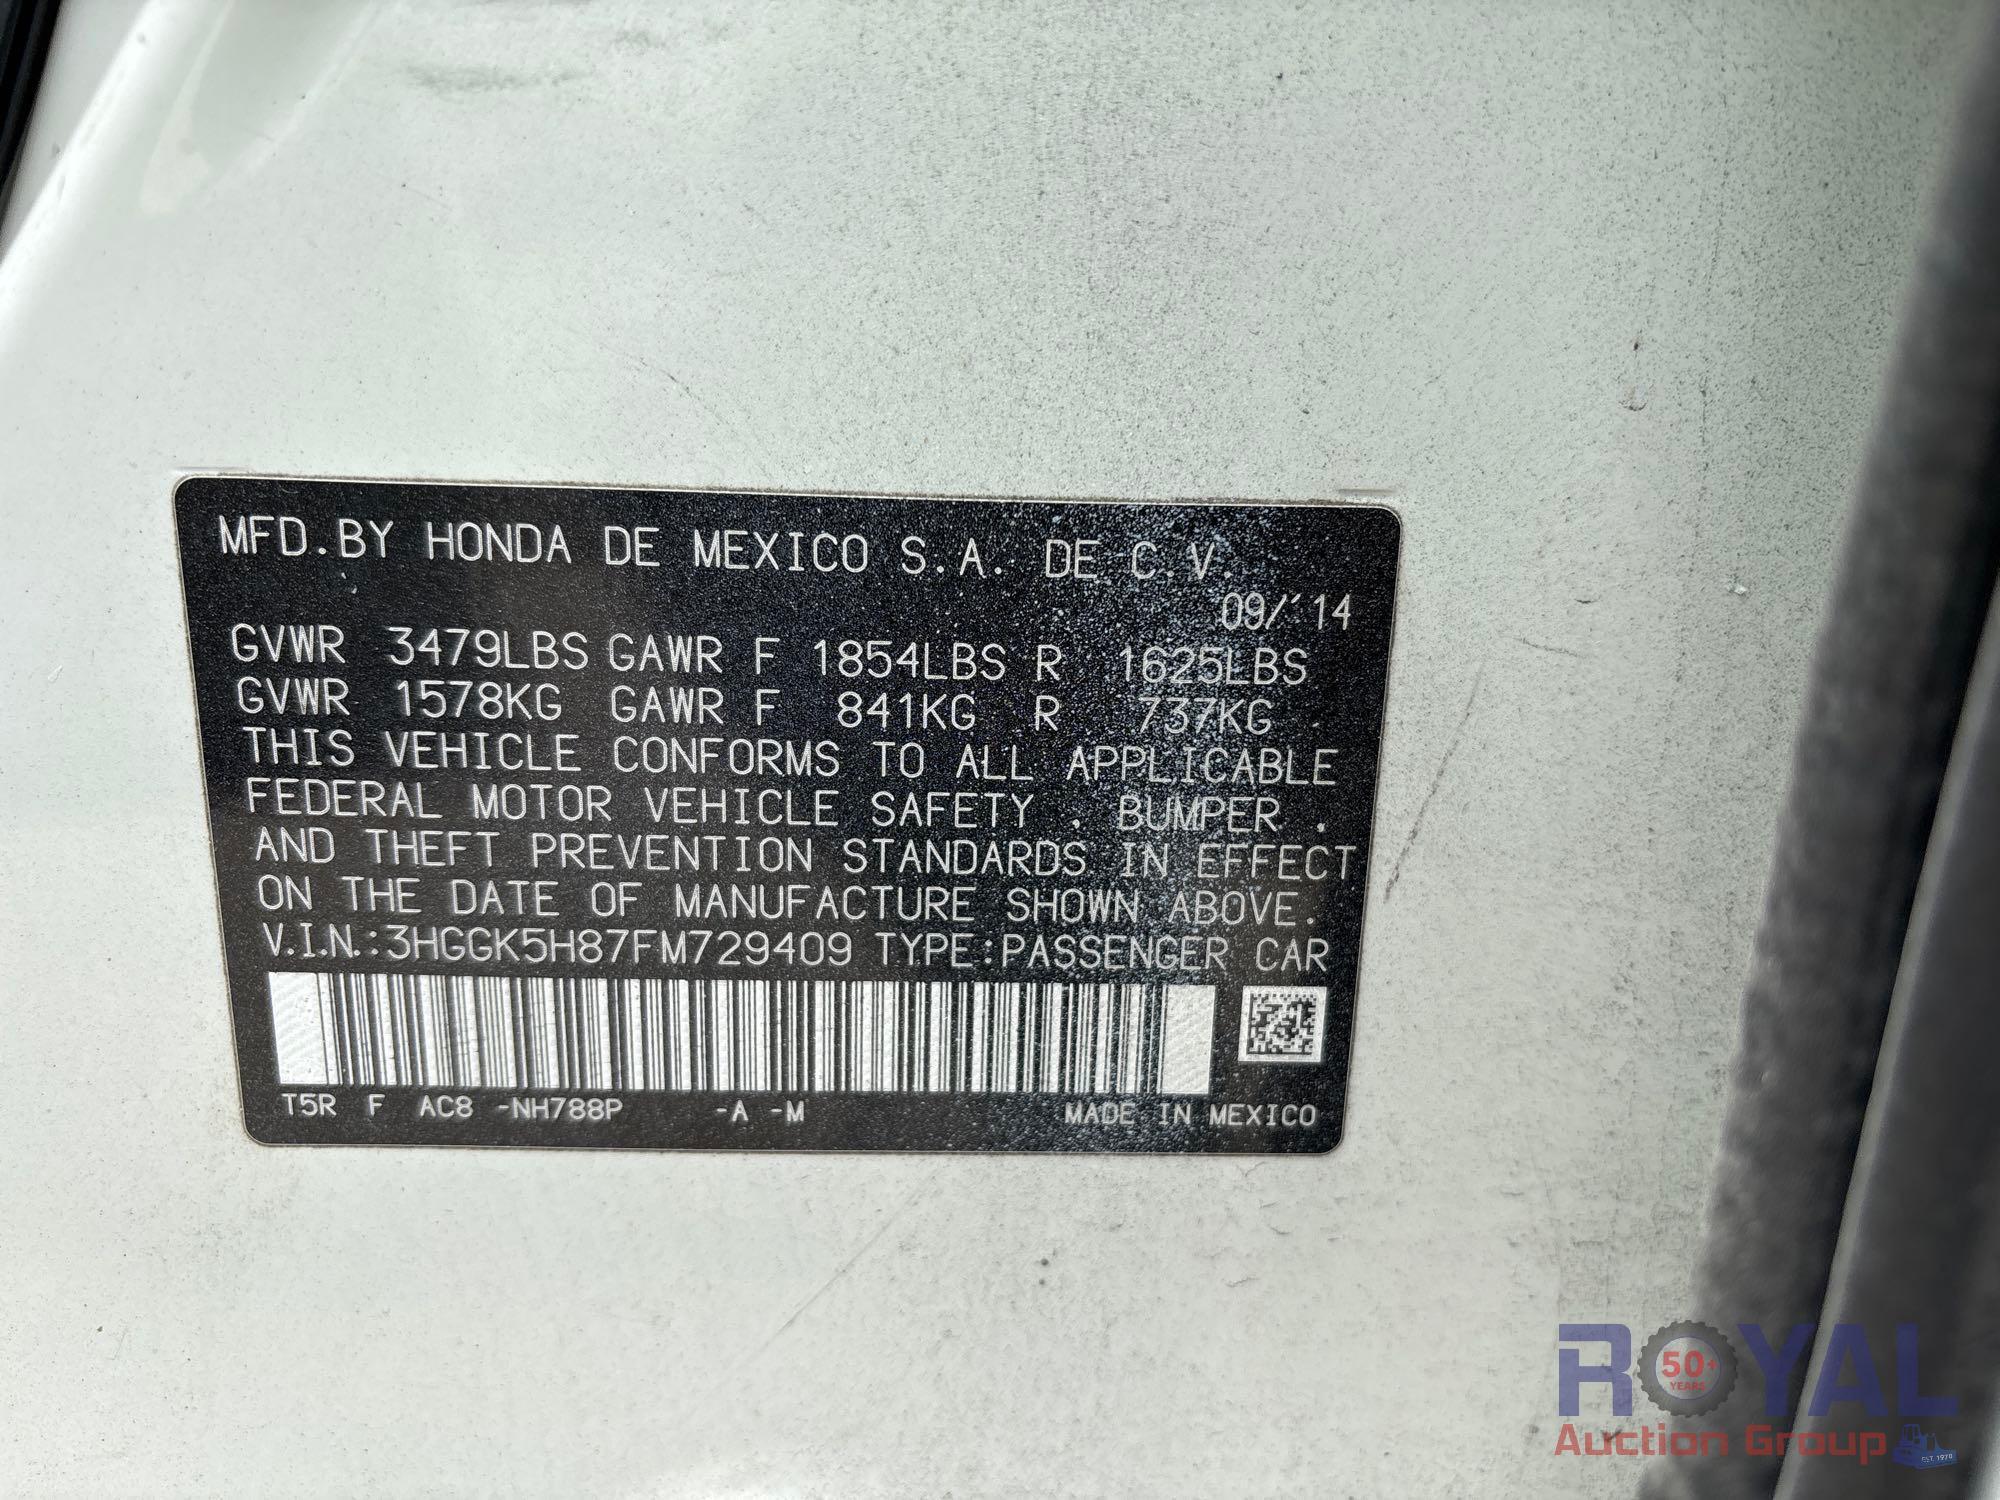 MFD.BY HONDA DE MEXICO S.A. DE C.V.
09/'14
GVWR 3479LBS GAWR F 1854LBS R 1625LBS
GVWR 1578KG GAWR F 841KG R 737KG
THIS VEHICLE CONFORMS TO ALL APPLICABLE
FEDERAL MOTOR VEHICLE SAFETY , BUMPER ,
AND THEFT PREVENTION STANDARDS IN EFFECT
ON THE DATE OF MANUFACTURE SHOWN ABOVE.
V.I.N.:3HGGK5H87FM729409 TYPE:PASSENGER CAR
T5R F AC8 -NH788P -A -M MADE IN MEXICO
ROYAL
50+
YEARS
Auction Group
EST. 1970